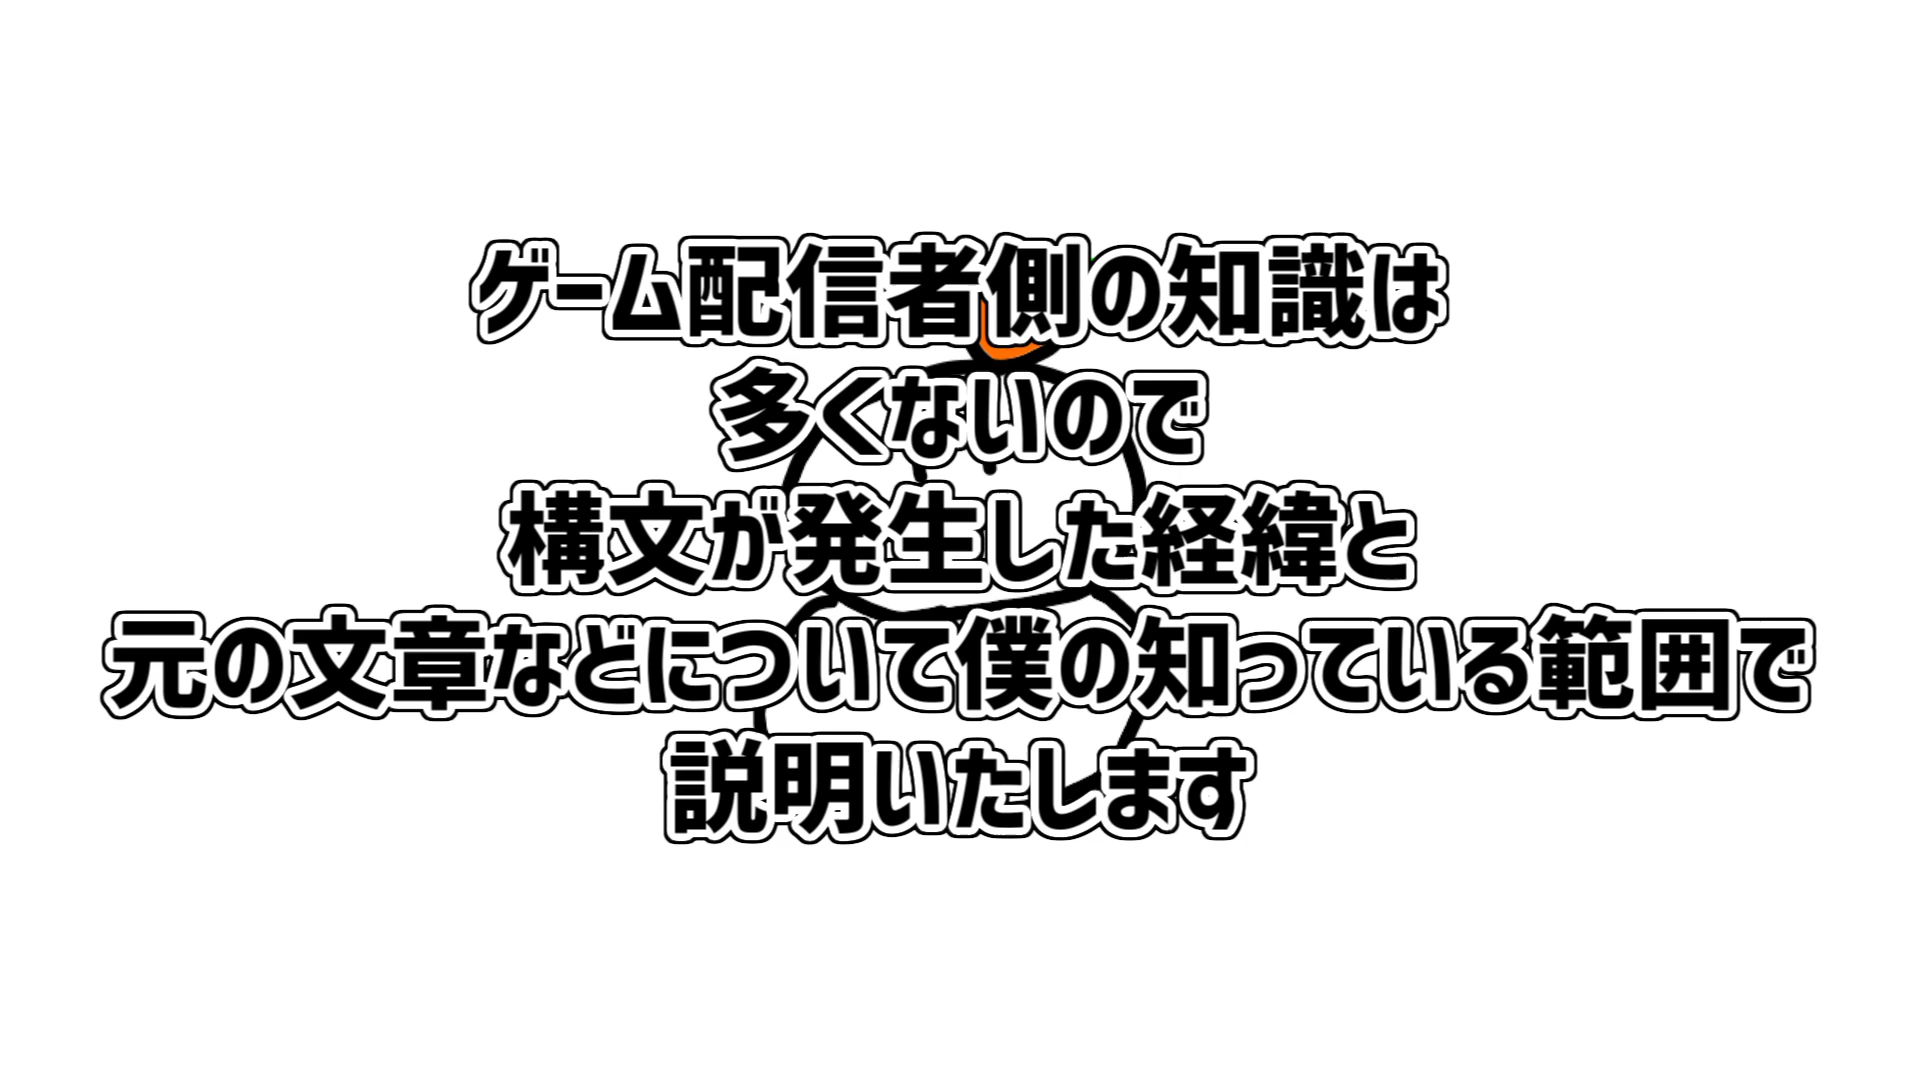 ゲーム配信者側の知識は
多くないので
構文が発生した経緯と
元の文章などについて僕の知っている範囲で
説明いたします